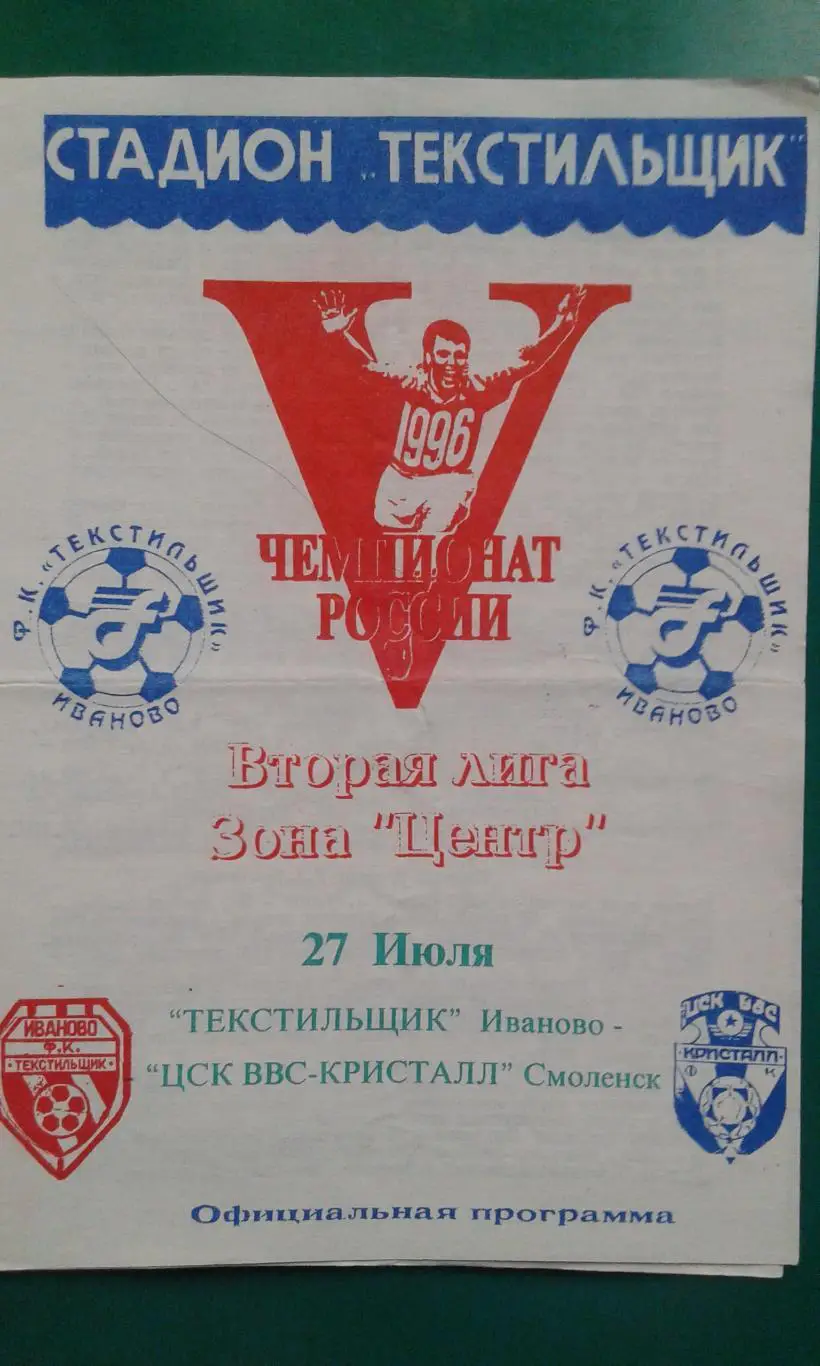 СТАДИОН „ТЕКСТИЛЬЩИК"
V
1996
ЧЕМПИОНАТ
РОССИИ
Ф.К. «ТЕКСТИЛЬЩИК»
ИВАНОВО
Ф.К. «ТЕКСТИЛЬЩИК»
ИВАНОВО
Вторая лига
Зона "Центр"
27 Июля
"ТЕКСТИЛЬЩИК" Иваново -
"ЦСК ВВС-КРИСТАЛЛ" Смоленск
ИВАНОВО
Ф.К.
ТЕКСТИЛЬЩИК
ЦСК ВВС
КРИСТАЛЛ
Ф К
Официальная программа